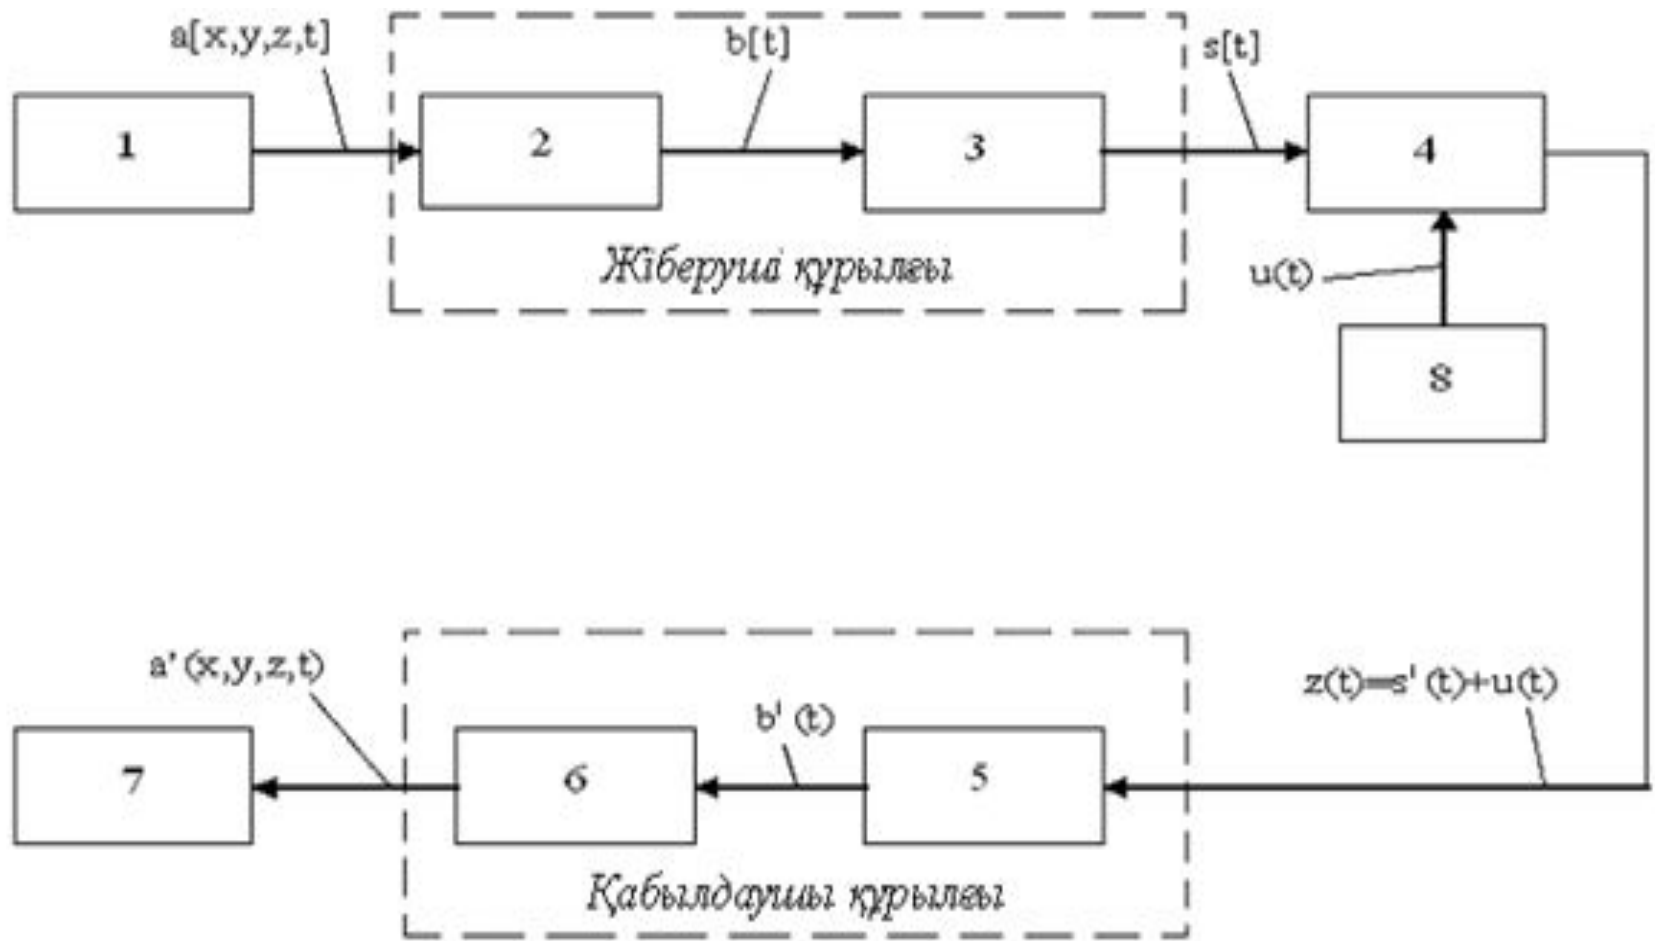 a[x,y,z,t]
b[t]
s[t]
1
2
3
4
Жіберуші құрылғы
u(t)
8
a'(x,y,z,t)
b'(t)
z(t)=s'(t)+u(t)
7
6
5
Қабылдаушы құрылғы